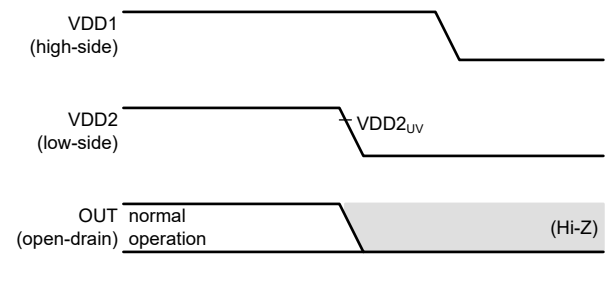 VDD1
(high-side)
VDD2
(low-side)
VDD2UV
OUT
(open-drain)
normal
operation
(Hi-Z)